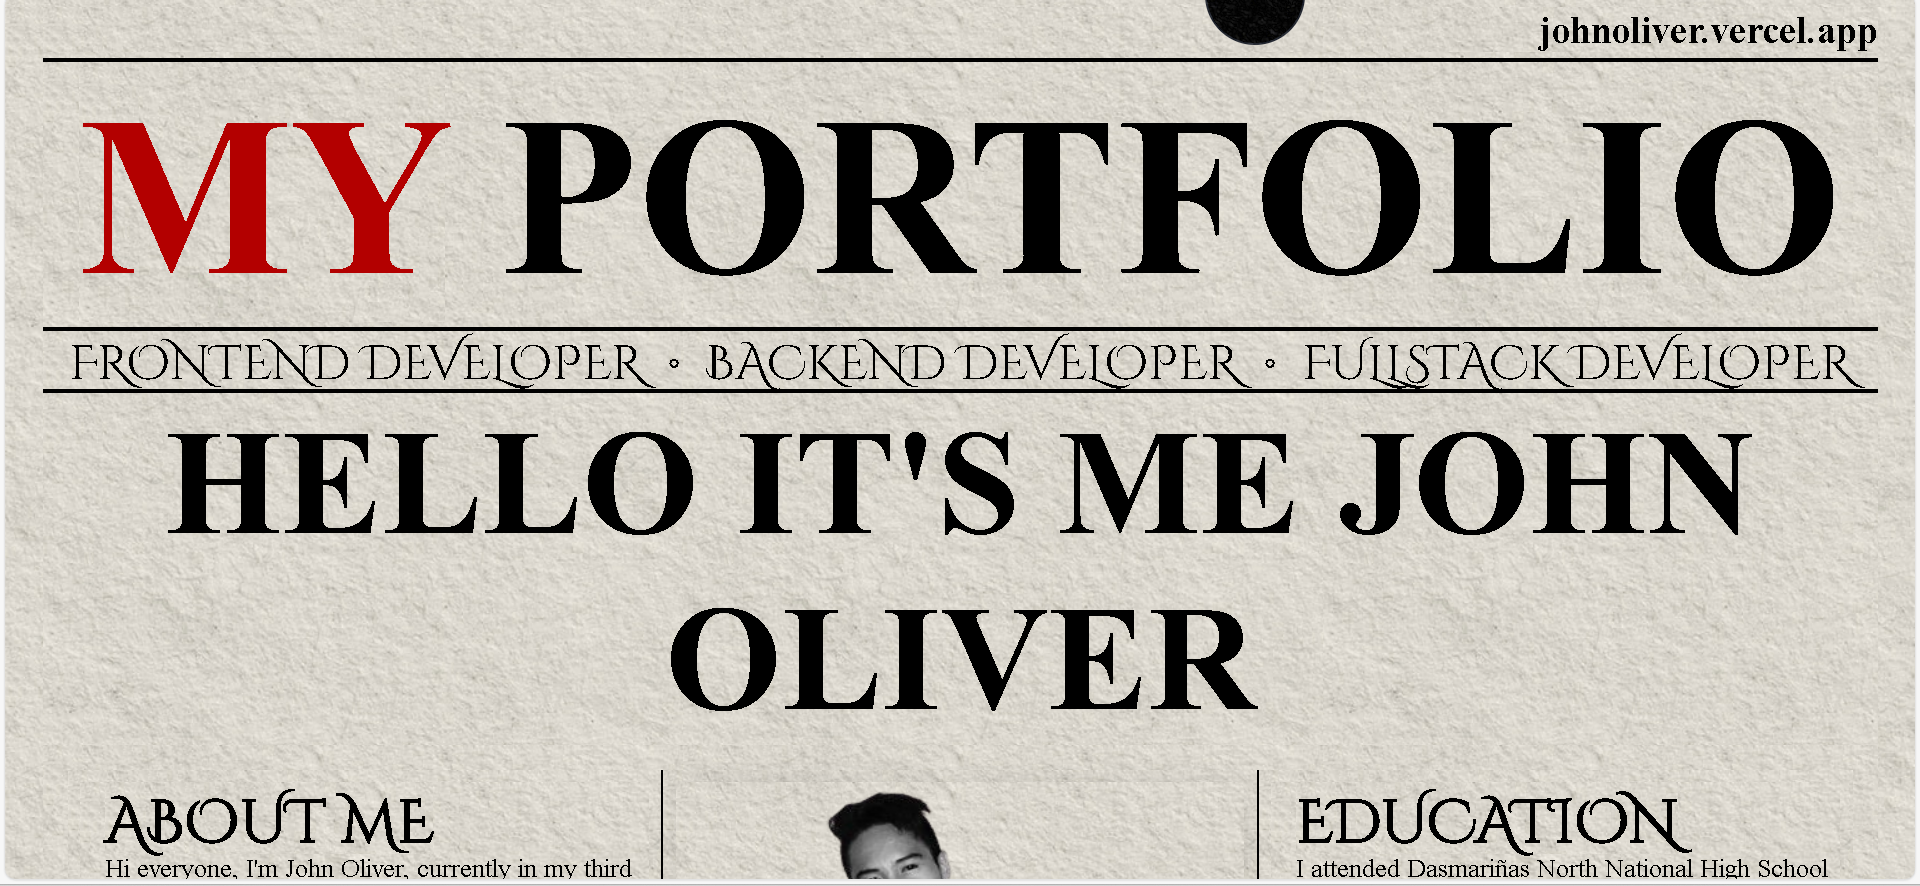 johnoliver.vercel.app
MY PORTFOLIO
FRONTEND DEVELOPER ∘ BACKEND DEVELOPER ∘ FULLSTACK DEVELOPER
HELLO IT'S ME JOHN
OLIVER
ABOUT ME
Hi everyone, I'm John Oliver, currently in my third
EDUCATION
I attended Dasmariñas North National High School